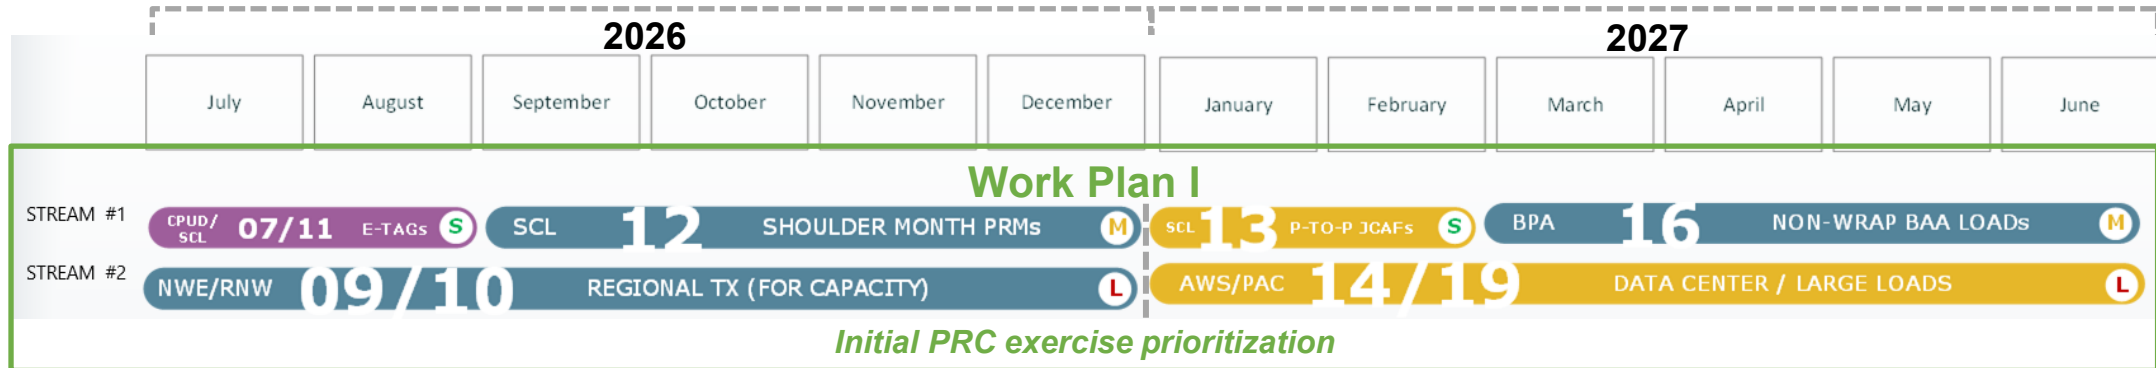 2026 2027
July August September October November December January February March April May June
Work Plan I
STREAM #1 CPUD/ SCL 07/11 E-TAGs S SCL 12 SHOULDER MONTH PRMs M SCL 13 P-TO-P JCAFs S BPA 16 NON-WRAP BAA LOADs M
STREAM #2 NWE/RNW 09/10 REGIONAL TX (FOR CAPACITY) L AWS/PAC 14/19 DATA CENTER / LARGE LOADS L
Initial PRC exercise prioritization